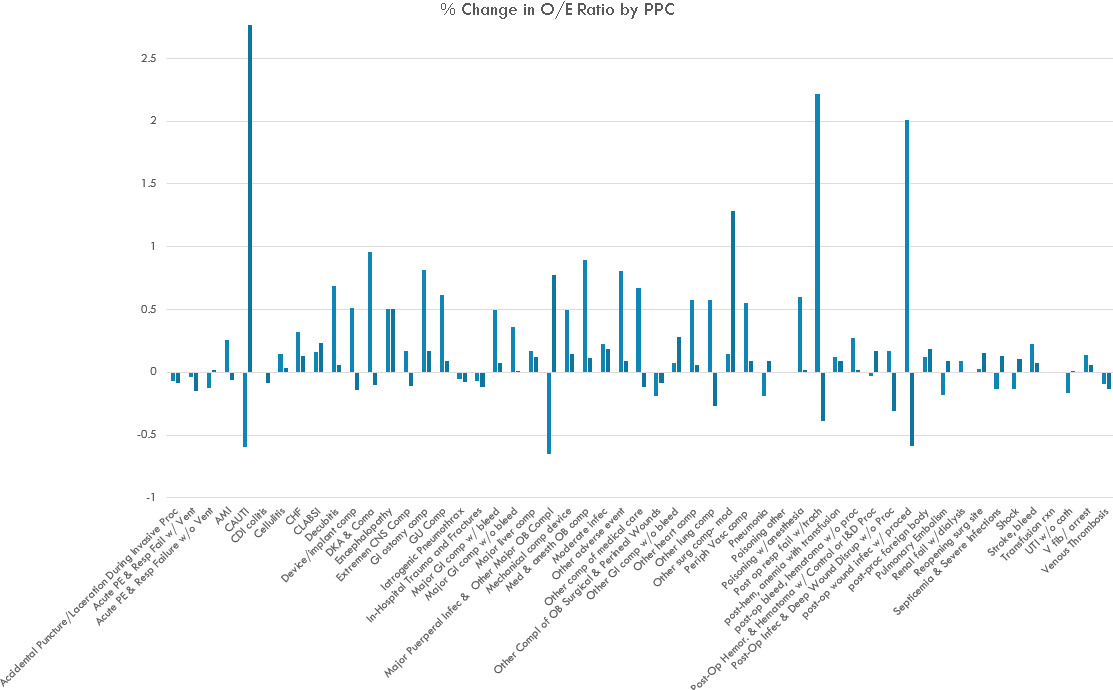 % Change in O/E Ratio by PPC
2.5
2
1.5
1
0.5
0
-0.5
-1
Accidental Puncture/Laceration During Invasive Proc
Acute PE & Resp Fail w/ Vent
Acute PE & Resp Failure w/o Vent
AMI
CAUTI
CDI colitis
Cellulitis
CHF
CLABSI
Decubitis
Device/Implant comp
DKA & Coma
Encephalopathy
Extremen CNS Comp
GI ostomy comp
GU Comp
Iatrogenic Pneumothrax
In-Hospital Trauma and Fractures
Major GI comp w/ bleed
Major GI comp w/o bleed
Major liver comp
Major Puerperal Infec & Other Major OB Compl
Mechanical comp device
Med & anesth OB comp
Moderate Infec
Other adverse event
Other comp of medical care
Other Compl of OB Surgical & Perineal Wounds
Other GI comp w/o bleed
Other heart comp
Other lung comp
Other surg comp- mod
Periph Vasc comp
Pneumonia
Poisoning other
Poisoning w/anesthesia
Post op resp fail w/trach
post-hem, anemia with transfusion
post-op bleed, hematoma w/o proc
Post-Op Hemor. & Hematoma w/ Control or I&D Proc
Post-Op Infec & Deep Wound Disrup w/o Proc
post-op wound infec w/ proced
post-proc foreign body
Pulmonary Embolism
Renal fail w/dialysis
Reopening surg site
Septicemia & Severe Infections
Shock
Stroke, bleed
Transfusion rxn
UTI w/o cath
V fib / arrest
Venous Thrombosis